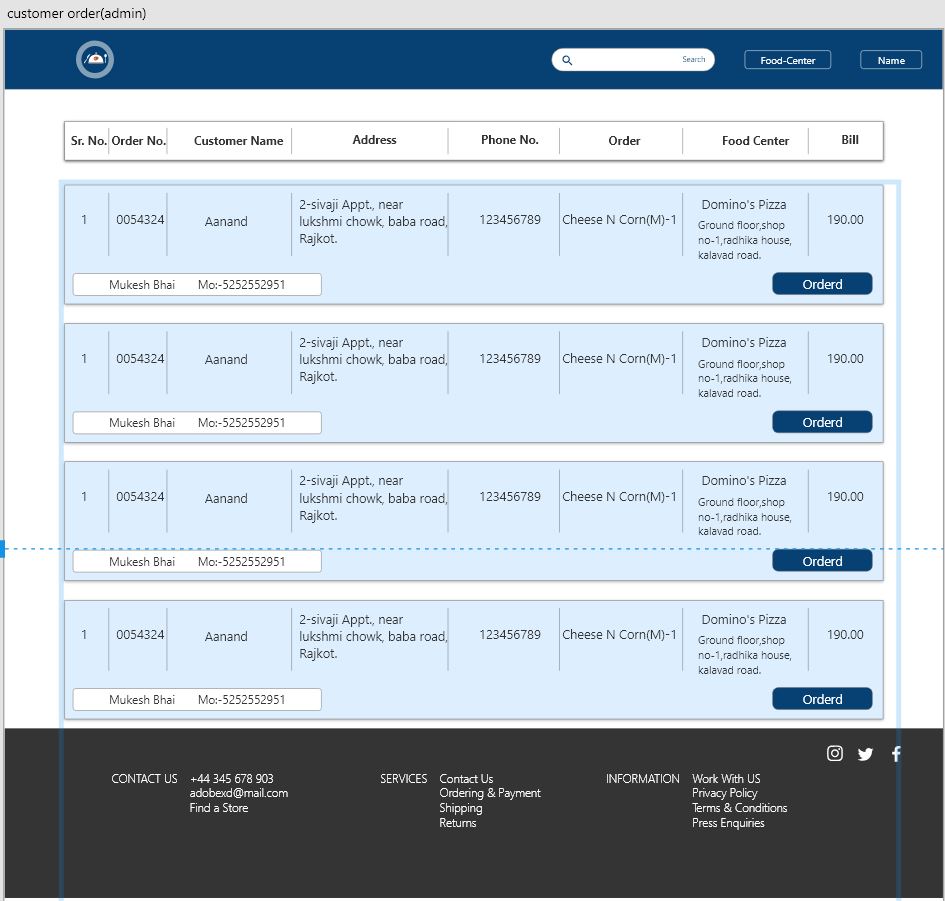 customer order(admin)
Search
Food-Center
Name
Sr. No. Order No. Customer Name Address Phone No. Order Food Center Bill
1 0054324 Aanand
2-sivaji Appt., near
lukshmi chowk, baba road,
Rajkot.
123456789 Cheese N Corn(M)-1
Domino's Pizza
Ground floor,shop
no-1,radhika house,
kalavad road.
190.00
Mukesh Bhai Mo:-5252552951
Orderd
1 0054324 Aanand
2-sivaji Appt., near
lukshmi chowk, baba road,
Rajkot.
123456789 Cheese N Corn(M)-1
Domino's Pizza
Ground floor,shop
no-1,radhika house,
kalavad road.
190.00
Mukesh Bhai Mo:-5252552951
Orderd
1 0054324 Aanand
2-sivaji Appt., near
lukshmi chowk, baba road,
Rajkot.
123456789 Cheese N Corn(M)-1
Domino's Pizza
Ground floor,shop
no-1,radhika house,
kalavad road.
190.00
Mukesh Bhai Mo:-5252552951
Orderd
1 0054324 Aanand
2-sivaji Appt., near
lukshmi chowk, baba road,
Rajkot.
123456789 Cheese N Corn(M)-1
Domino's Pizza
Ground floor,shop
no-1,radhika house,
kalavad road.
190.00
Mukesh Bhai Mo:-5252552951
Orderd
CONTACT US
+44 345 678 903
adobexd@mail.com
Find a Store
SERVICES
Contact Us
Ordering & Payment
Shipping
Returns
INFORMATION
Work With US
Privacy Policy
Terms & Conditions
Press Enquiries